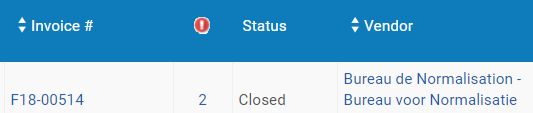 Invoice # Status Vendor
Bureau de Normalisation -
F18-00514 2 Closed Bureau voor Normalisatie